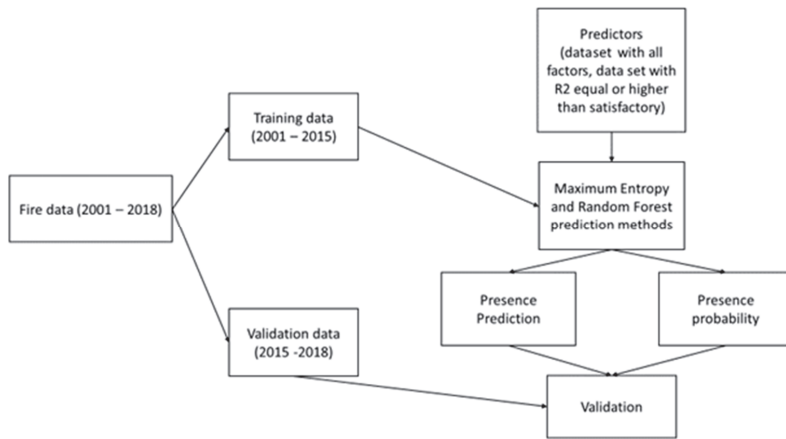 Predictors
(dataset with all
factors, data set with
R2 equal or higher
than satisfactory)
Training data
(2001 – 2015)
Fire data (2001 – 2018)
Maximum Entropy
and Random Forest
prediction methods
Presence
Prediction
Presence
probability
Validation data
(2015 -2018)
Validation